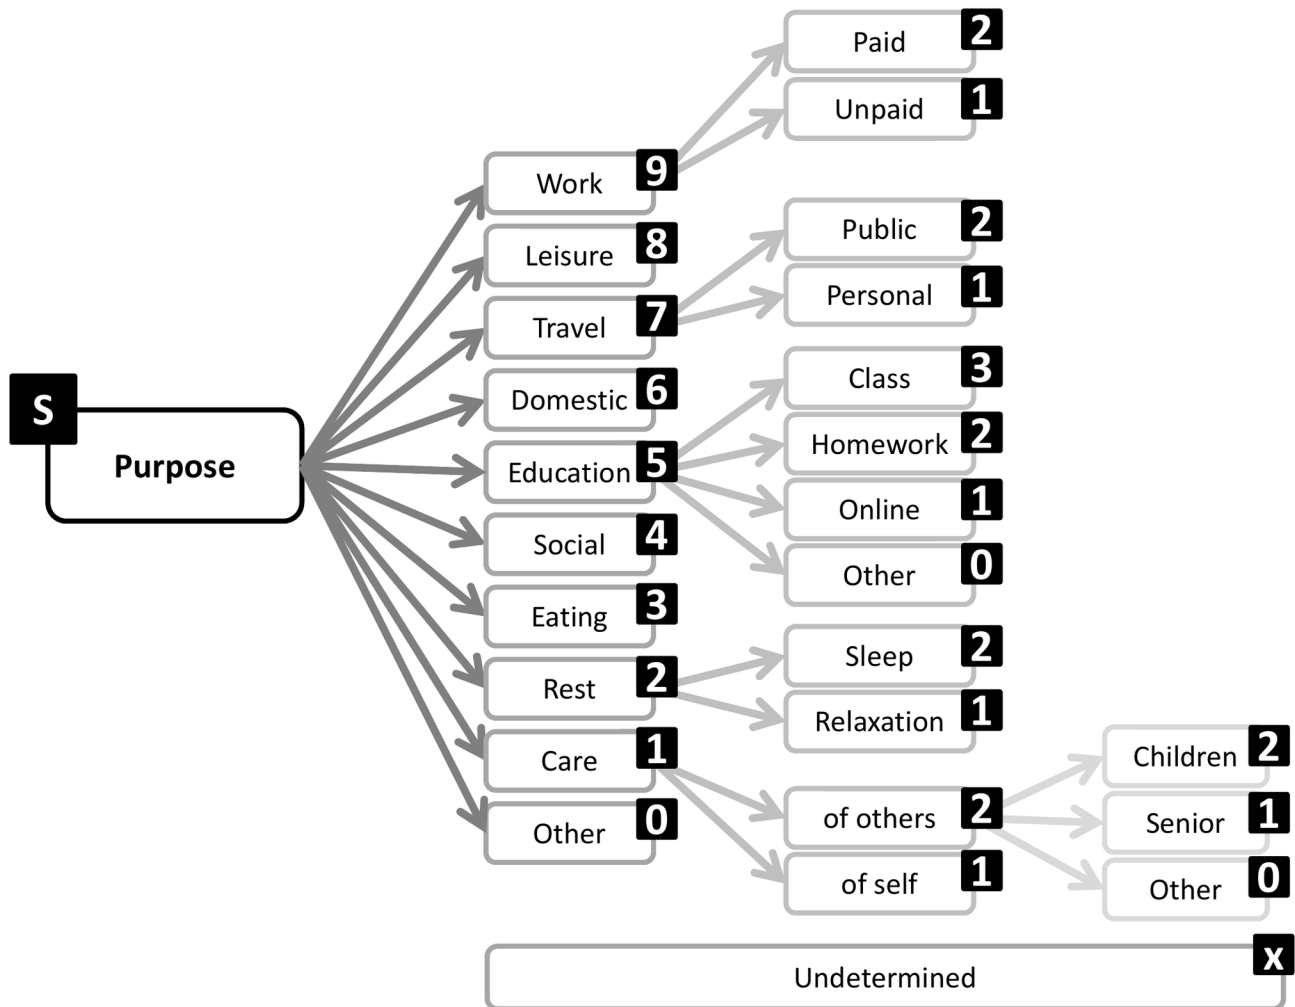 S
Purpose
Work 9
Paid 2
Unpaid 1
Leisure 8
Travel 7
Public 2
Personal 1
Domestic 6
Education 5
Class 3
Homework 2
Online 1
Other 0
Social 4
Eating 3
Rest 2
Sleep 2
Relaxation 1
Care 1
of others 2
Children 2
Senior 1
Other 0
of self 1
Other 0
Undetermined x